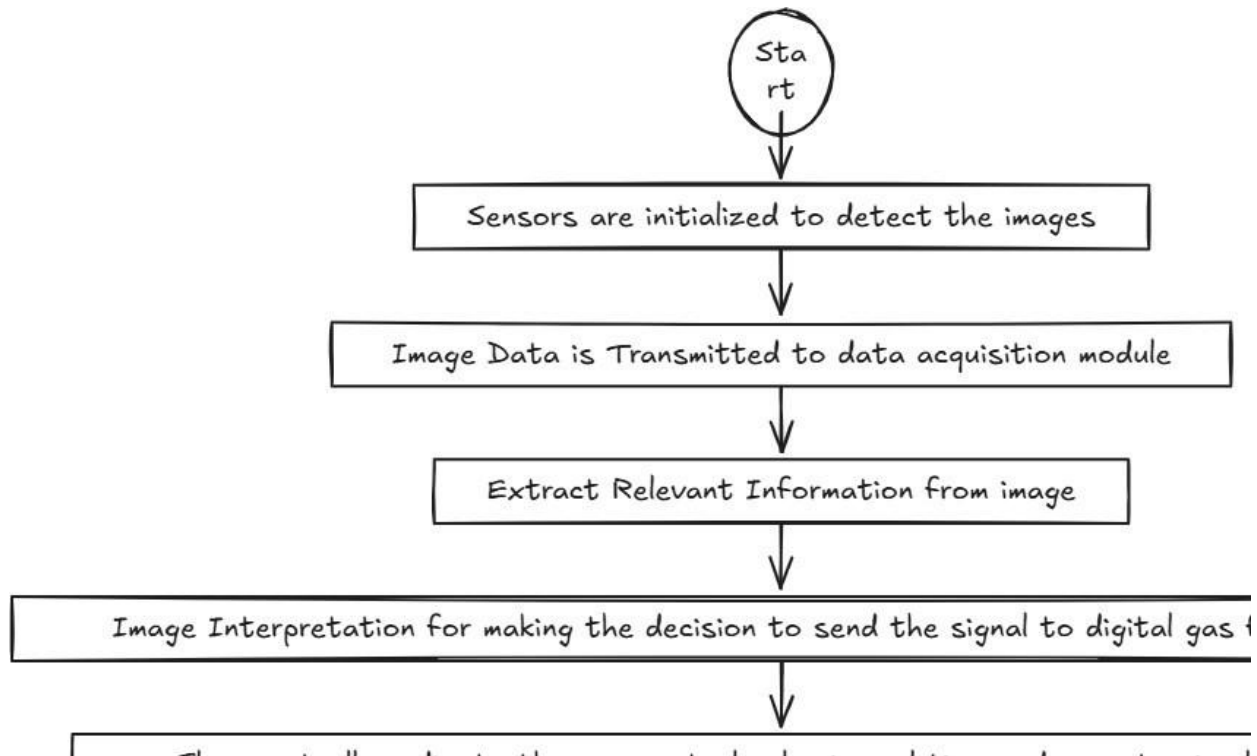 Sta
rt
Sensors are initialized to detect the images
Image Data is Transmitted to data acquisition module
Extract Relevant Information from image
Image Interpretation for making the decision to send the signal to digital gas